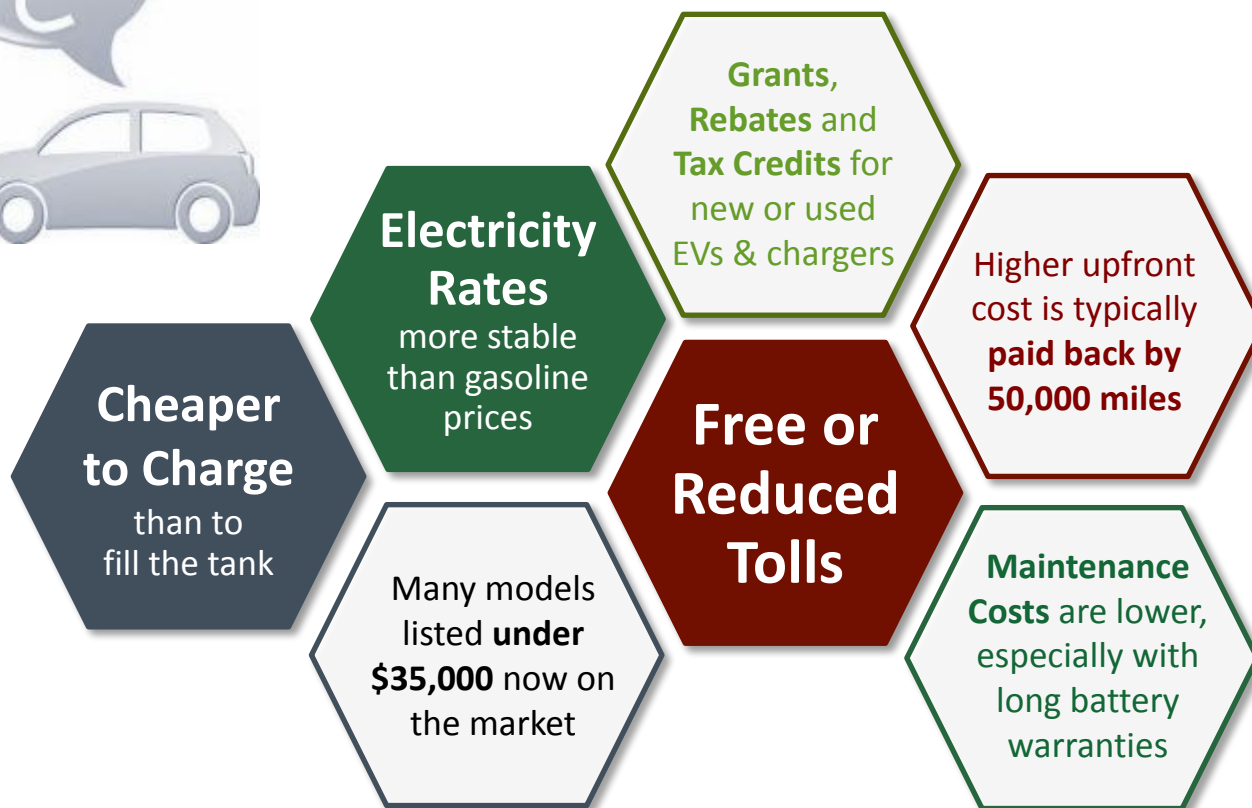 Grants,
Rebates and
Tax Credits for
new or used
EVs & chargers
Electricity
Rates
more stable
than gasoline
prices
Higher upfront
cost is typically
paid back by
50,000 miles
Cheaper
to Charge
than to
fill the tank
Free or
Reduced
Tolls
Many models
listed under
$35,000 now on
the market
Maintenance
Costs are lower,
especially with
long battery
warranties